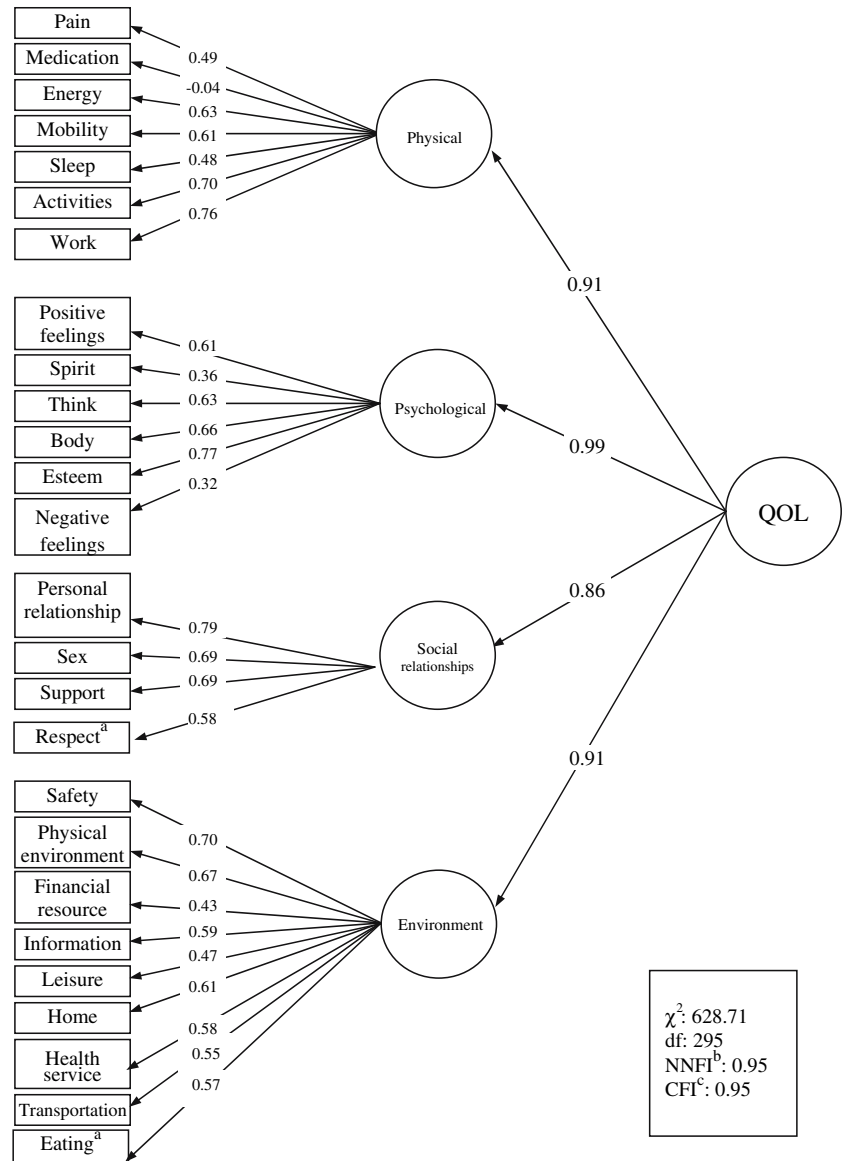 Pain
Medication
Energy
Mobility
Sleep
Activities
Work
0.49
-0.04
0.63
0.61
0.48
0.70
0.76
Physical
0.91
Positive
feelings
Spirit
Think
Body
Esteem
Negative
feelings
0.61
0.36
0.63
0.66
0.77
0.32
Psychological
0.99
QOL
Personal
relationship
Sex
Support
Respect^a
0.79
0.69
0.69
0.58
Social
relationships
0.86
Safety
Physical
environment
Financial
resource
Information
Leisure
Home
Health
service
Transportation
Eating^a
0.70
0.67
0.43
0.59
0.47
0.61
0.58
0.55
0.57
Environment
0.91
χ²: 628.71
df: 295
NNFI^b: 0.95
CFI^c: 0.95